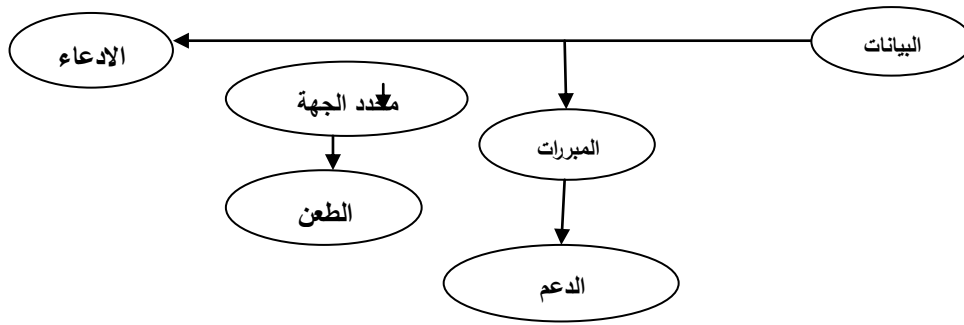 البيانات
الادعاء
محدد الجهة
المبررات
الطعن
الدعم